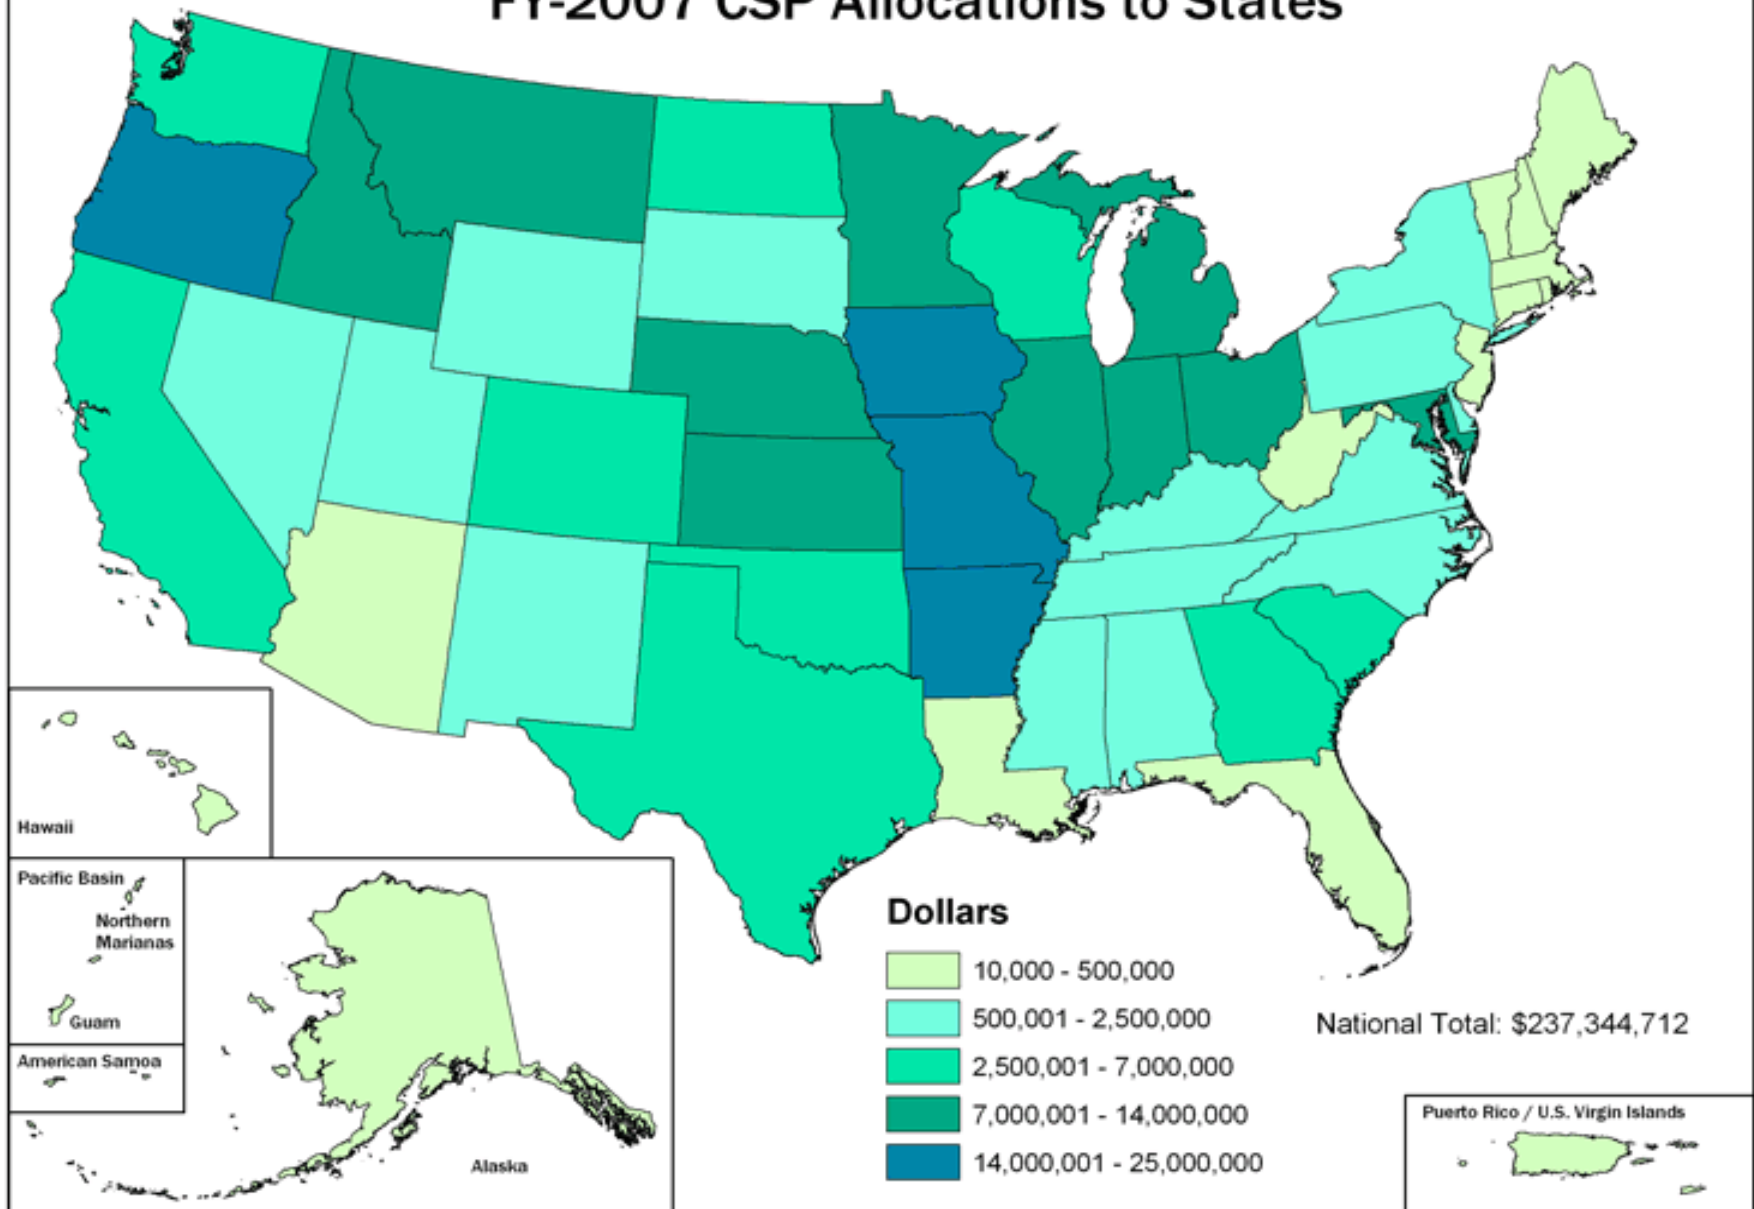 FY-2007 CSP Allocations to States
Hawaii
Pacific Basin
Northern
Marianas
Guam
American Samoa
Alaska
Dollars
10,000 - 500,000
500,001 - 2,500,000
2,500,001 - 7,000,000
7,000,001 - 14,000,000
14,000,001 - 25,000,000
National Total: $237,344,712
Puerto Rico / U.S. Virgin Islands